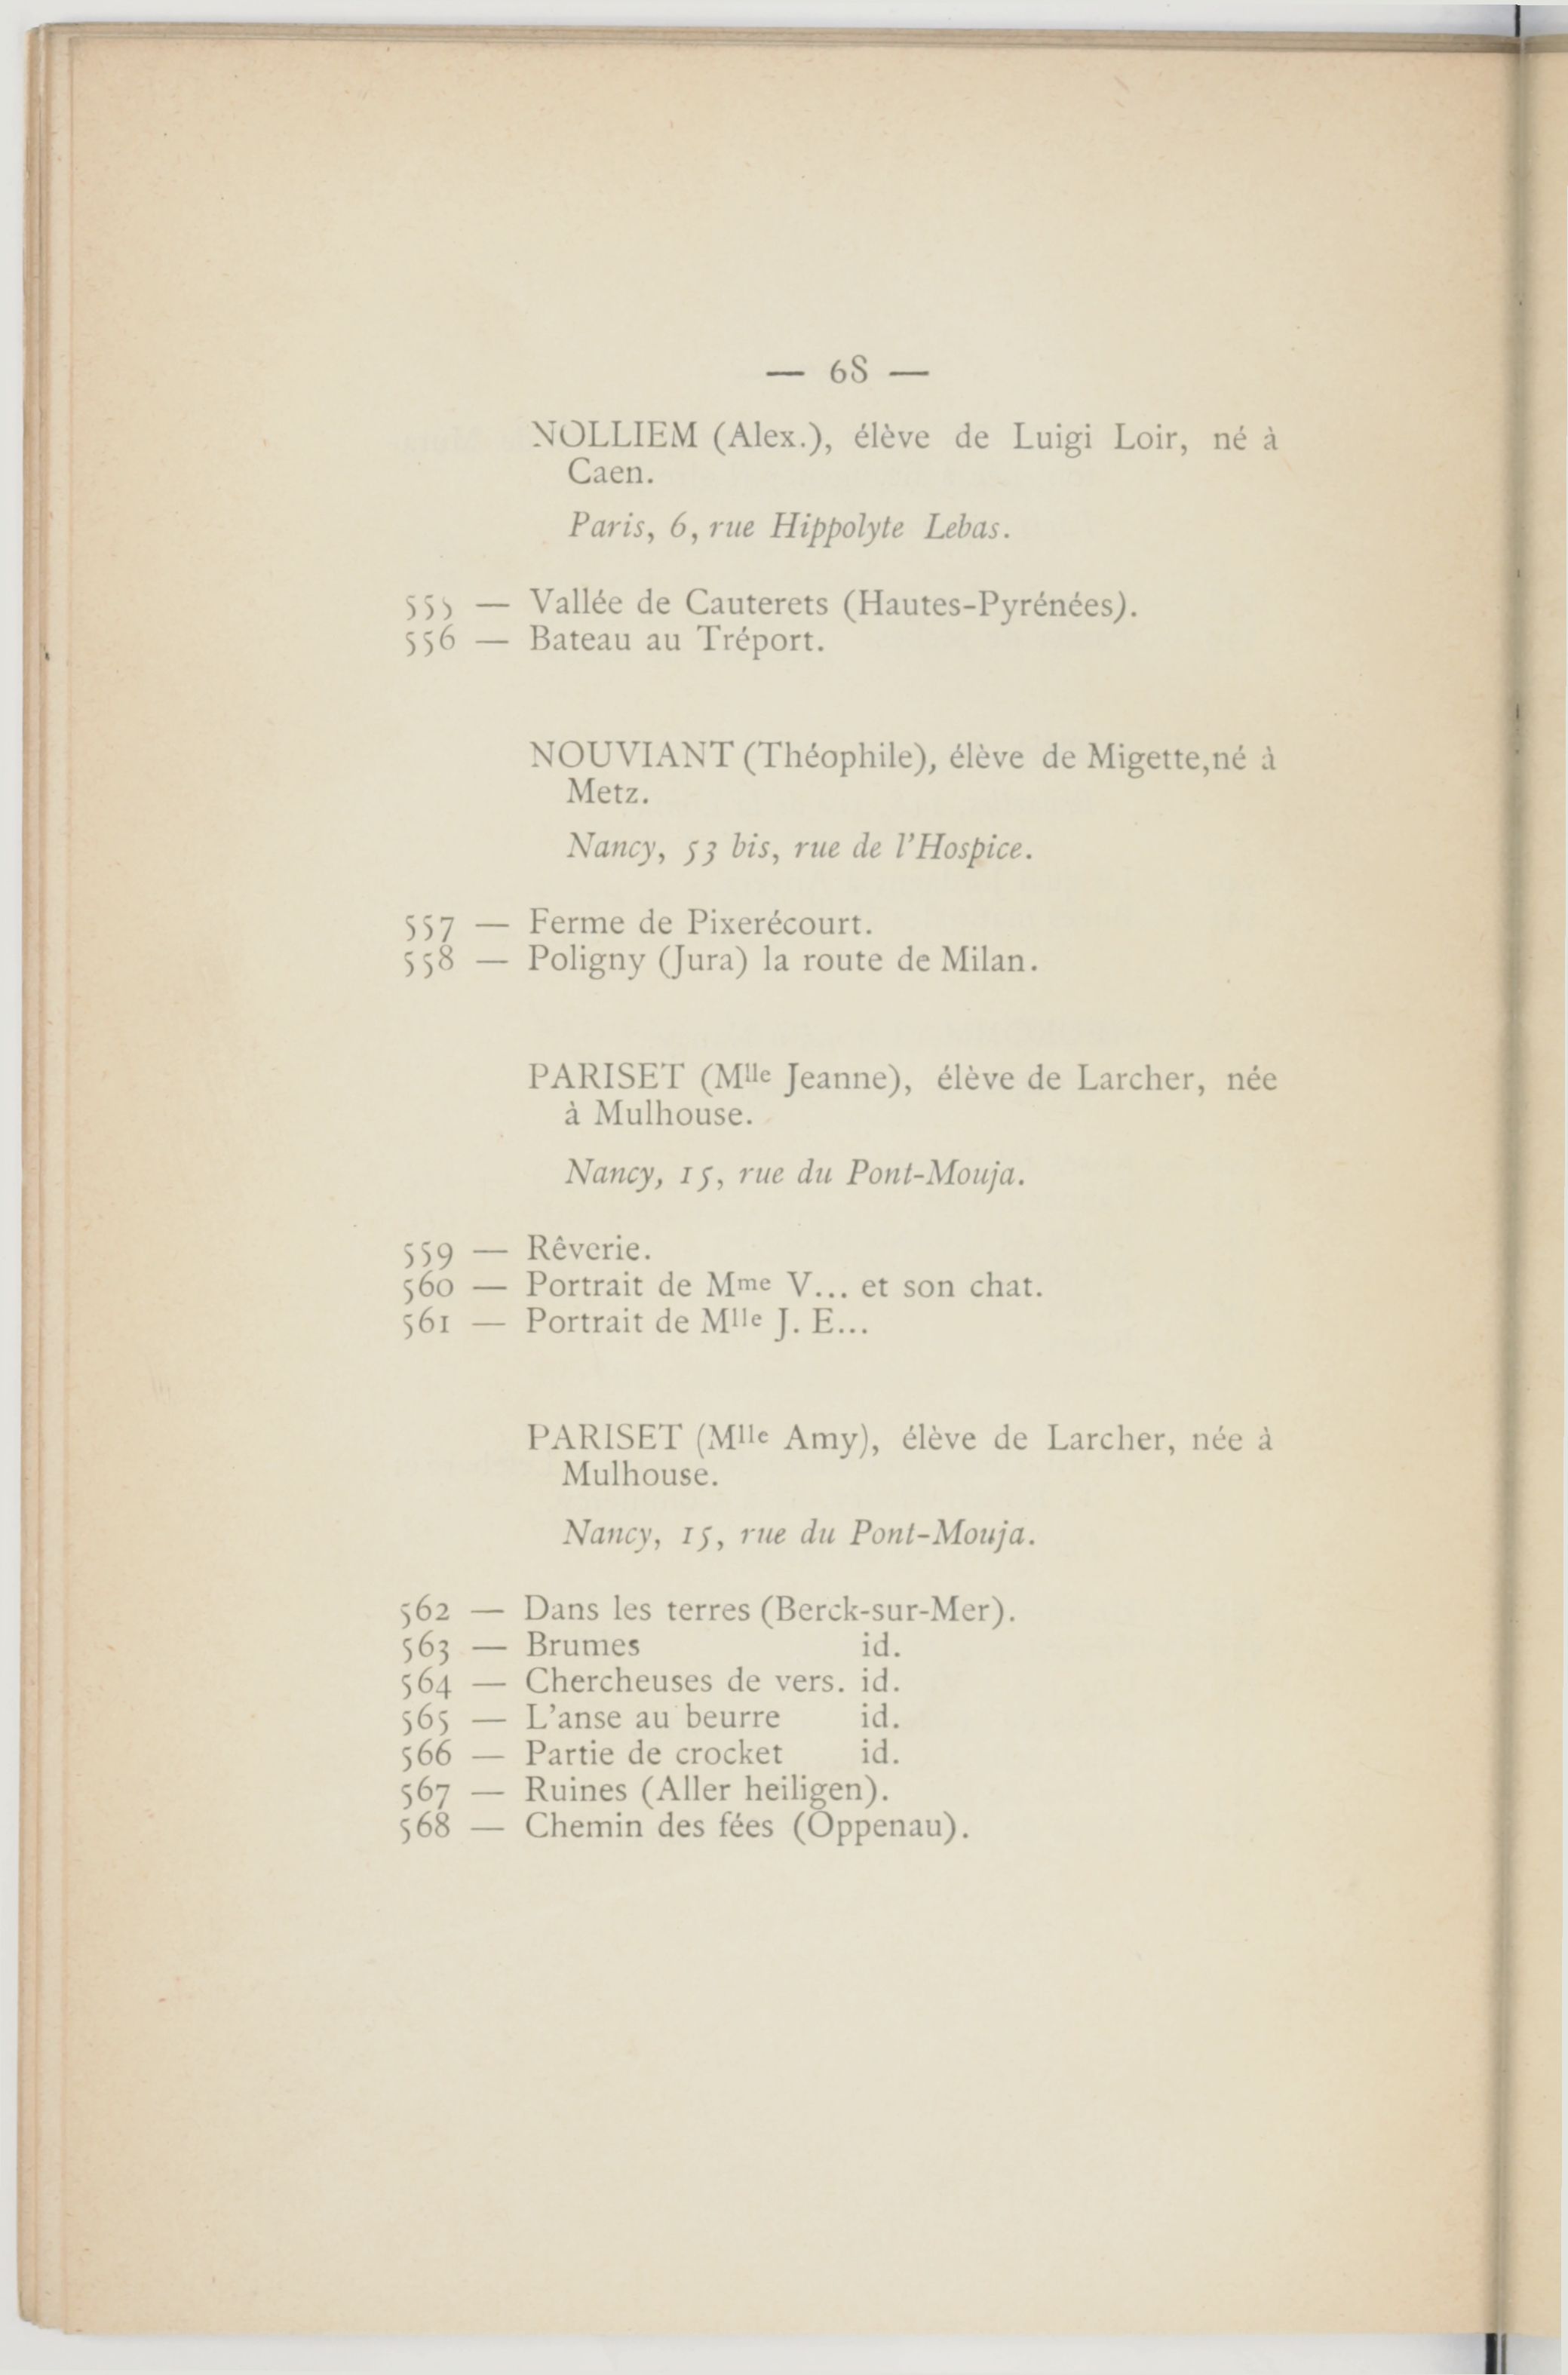 — 68 —
NOLLIEM (Alex.), élève de Luigi Loir, né à
Caen.
Paris, 6, rue Hippolyte Lebas.
555 — Vallée de Cauterets (Hautes-Pyrénées).
556 — Bateau au Tréport.
NOUVIANT (Théophile), élève de Migette,né à
Metz.
Nancy, 53 bis, rue de l'Hospice.
557 — Ferme de Pixerécourt.
558 — Poligny (Jura) la route de Milan.
PARISET (Mlle Jeanne), élève de Larcher, née
à Mulhouse.
Nancy, 15, rue du Pont-Mouja.
559 — Rêverie.
560 — Portrait de Mme V... et son chat.
561 — Portrait de Mlle J. E...
PARISET (Mlle Amy), élève de Larcher, née à
Mulhouse.
Nancy, 15, rue du Pont-Mouja.
562 — Dans les terres (Berck-sur-Mer).
563 — Brumes id.
564 — Chercheuses de vers. id.
565 — L'anse au beurre id.
566 — Partie de crocket id.
567 — Ruines (Aller heiligen).
568 — Chemin des fées (Oppenau).